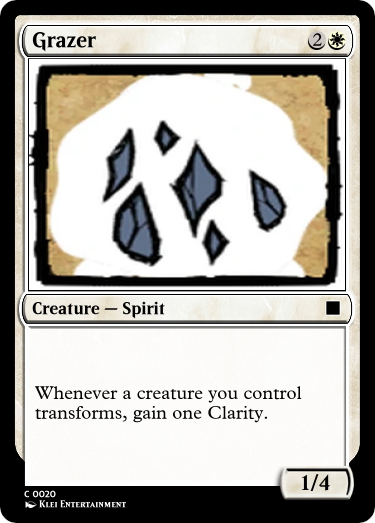 Grazer 2
Creature — Spirit
Whenever a creature you control
transforms, gain one Clarity.
1/4
C 0020
Klei Entertainment